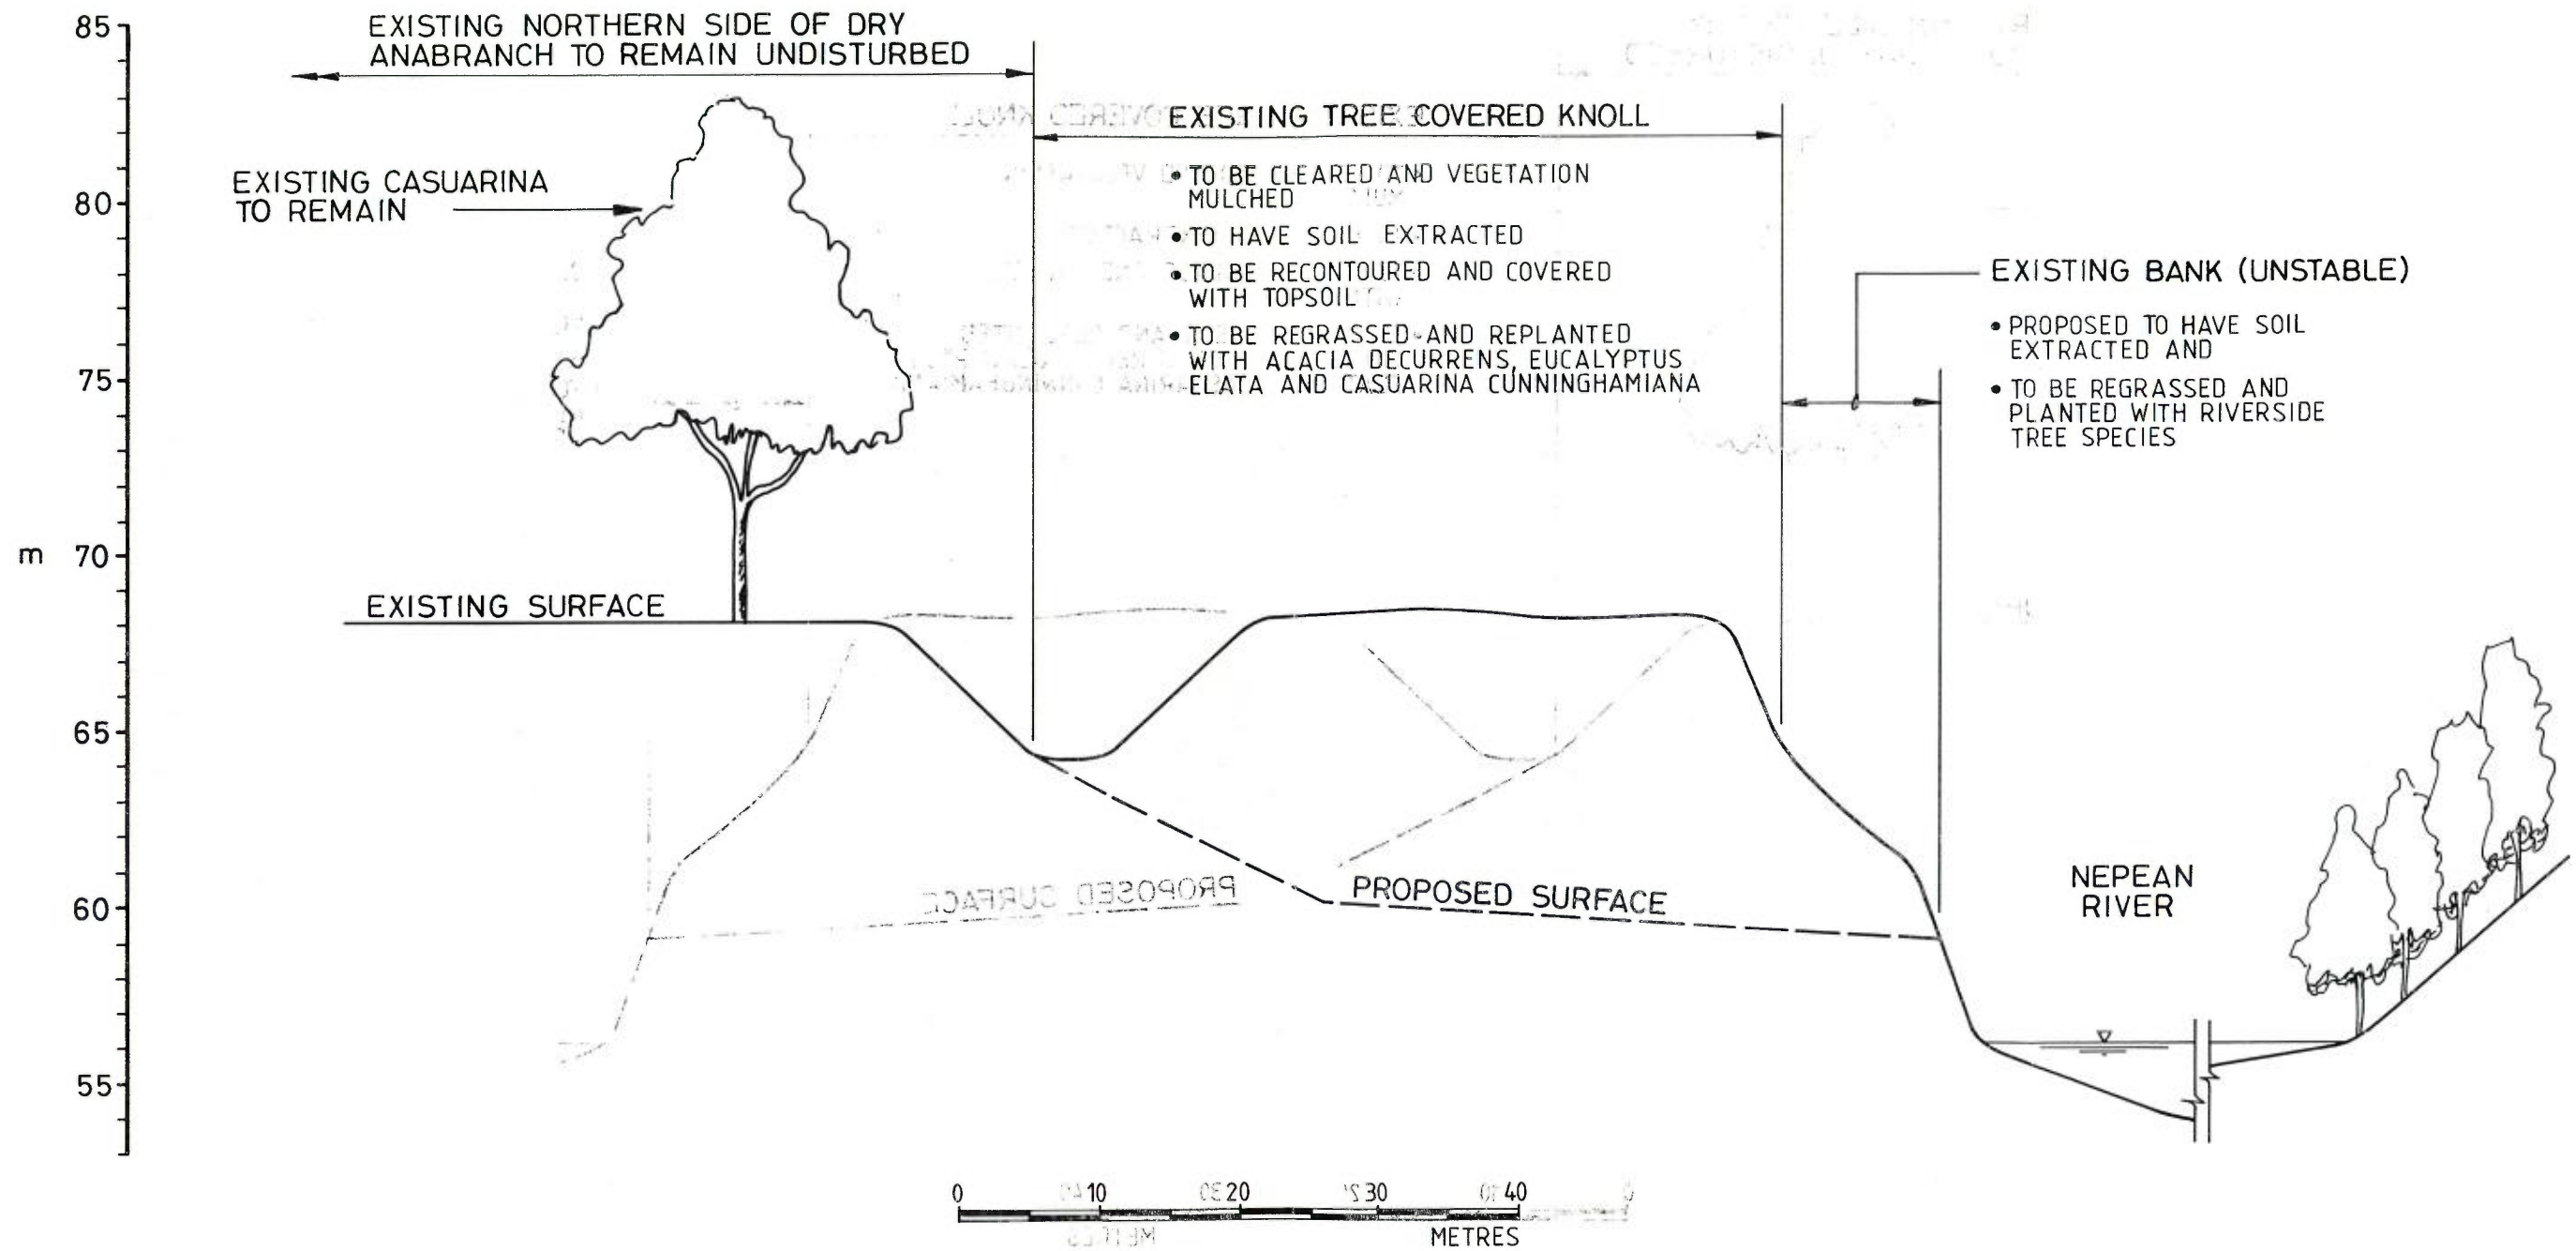 85
EXISTING NORTHERN SIDE OF DRY
ANABRANCH TO REMAIN UNDISTURBED
EXISTING TREE COVERED KNOLL
• TO BE CLEARED AND VEGETATION
MULCHED
• TO HAVE SOIL EXTRACTED
• TO BE RECONTOURED AND COVERED
WITH TOPSOIL
• TO BE REGRASSED AND REPLANTED
WITH ACACIA DECURRENS, EUCALYPTUS
ELATA AND CASUARINA CUNNINGHAMIANA
EXISTING CASUARINA
TO REMAIN
80
EXISTING BANK (UNSTABLE)
• PROPOSED TO HAVE SOIL
EXTRACTED AND
• TO BE REGRASSED AND
PLANTED WITH RIVERSIDE
TREE SPECIES
75
m 70
EXISTING SURFACE
65
60
PROPOSED SURFACE
NEPEAN
RIVER
55
0 10 20 30 40
METRES